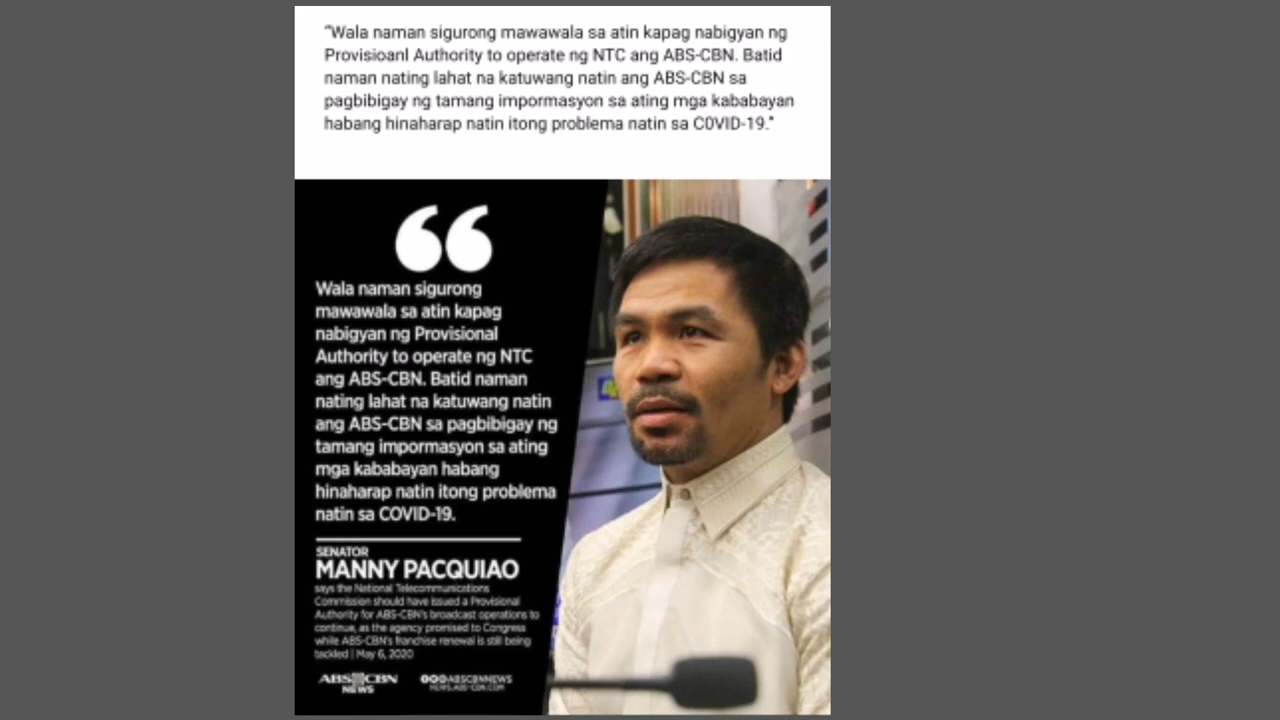 “Wala naman sigurong mawawala sa atin kapag nabigyan ng
Provisioanl Authority to operate ng NTC ang ABS-CBN. Batid
naman nating lahat na katuwang natin ang ABS-CBN sa
pagbibigay ng tamang impormasyon sa ating mga kababayan
habang hinaharap natin itong problema natin sa COVID-19.”
“
Wala naman sigurong
mawawala sa atin kapag
nabigyan ng Provisional
Authority to operate ng NTC
ang ABS-CBN. Batid naman
nating lahat na katuwang natin
ang ABS-CBN sa pagbibigay ng
tamang impormasyon sa ating
mga kababayan habang
hinaharap natin itong problema
natin sa COVID-19.
SENATOR
MANNY PACQUIAO
says the National Telecommunications
Commission should have issued a Provisional
Authority for ABS-CBN's broadcast operations to
continue, as the agency promised to Congress
while ABS-CBN's franchise renewal is still being
tackled | May 6, 2020
ABS-CBN
NEWS
ABSCBNNEWS
NEWS.ABS-CBN.COM